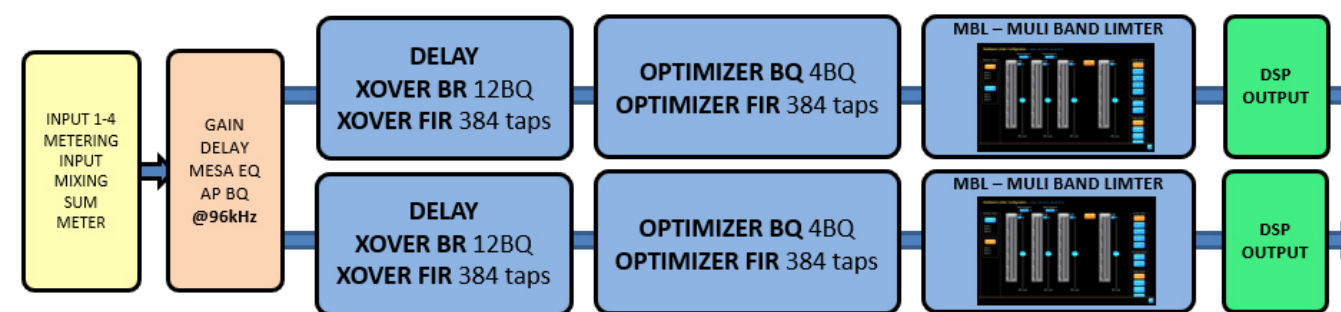 INPUT 1-4
METERING
INPUT
MIXING
SUM
METER
GAIN
DELAY
MESA EQ
AP BQ
@96kHz
DELAY
XOVER BR 12BQ
XOVER FIR 384 taps
OPTIMIZER BQ 4BQ
OPTIMIZER FIR 384 taps
MBL – MULI BAND LIMTER
DSP
OUTPUT
DELAY
XOVER BR 12BQ
XOVER FIR 384 taps
OPTIMIZER BQ 4BQ
OPTIMIZER FIR 384 taps
MBL – MULI BAND LIMTER
DSP
OUTPUT